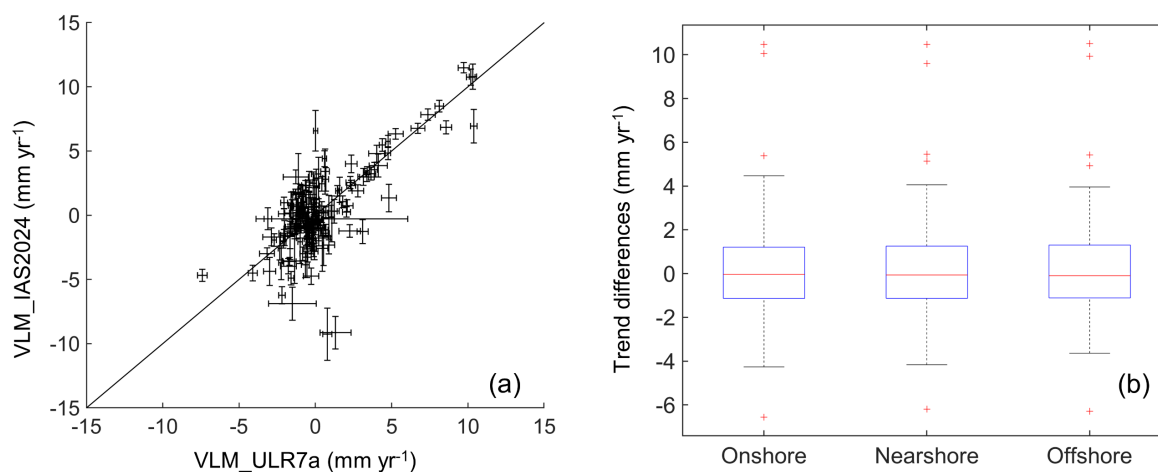 15
10
5
0
-5
-10
-15
VLM_IAS2024 (mm yr⁻¹)
-15 -10 -5 0 5 10 15
VLM_ULR7a (mm yr⁻¹)
(a)
10
8
6
4
2
0
-2
-4
-6
Trend differences (mm yr⁻¹)
Onshore Nearshore Offshore
(b)